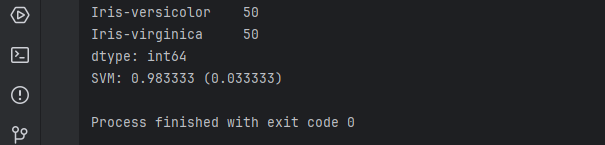 Iris-versicolor    50
Iris-virginica     50
dtype: int64
SVM: 0.983333 (0.033333)
Process finished with exit code 0